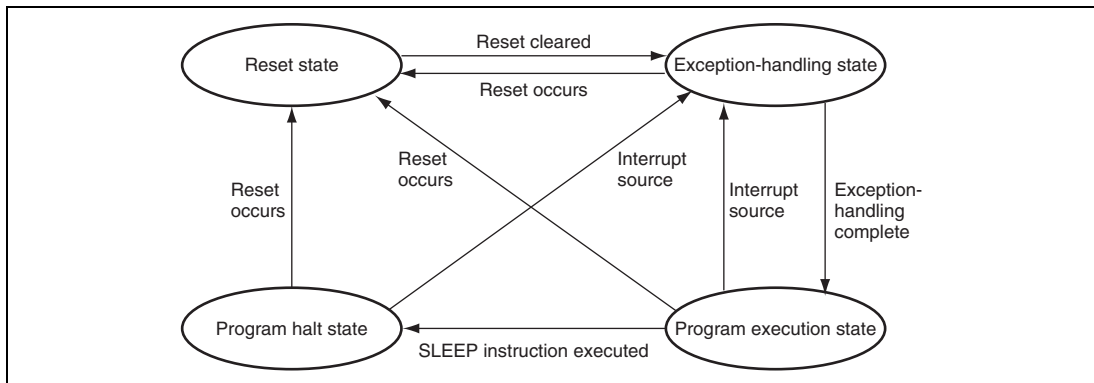 Reset cleared
Reset state
Exception-handling state
Reset occurs
Reset
occurs
Interrupt
source
Reset
occurs
Interrupt
source
Exception-
handling
complete
Program halt state
Program execution state
SLEEP instruction executed